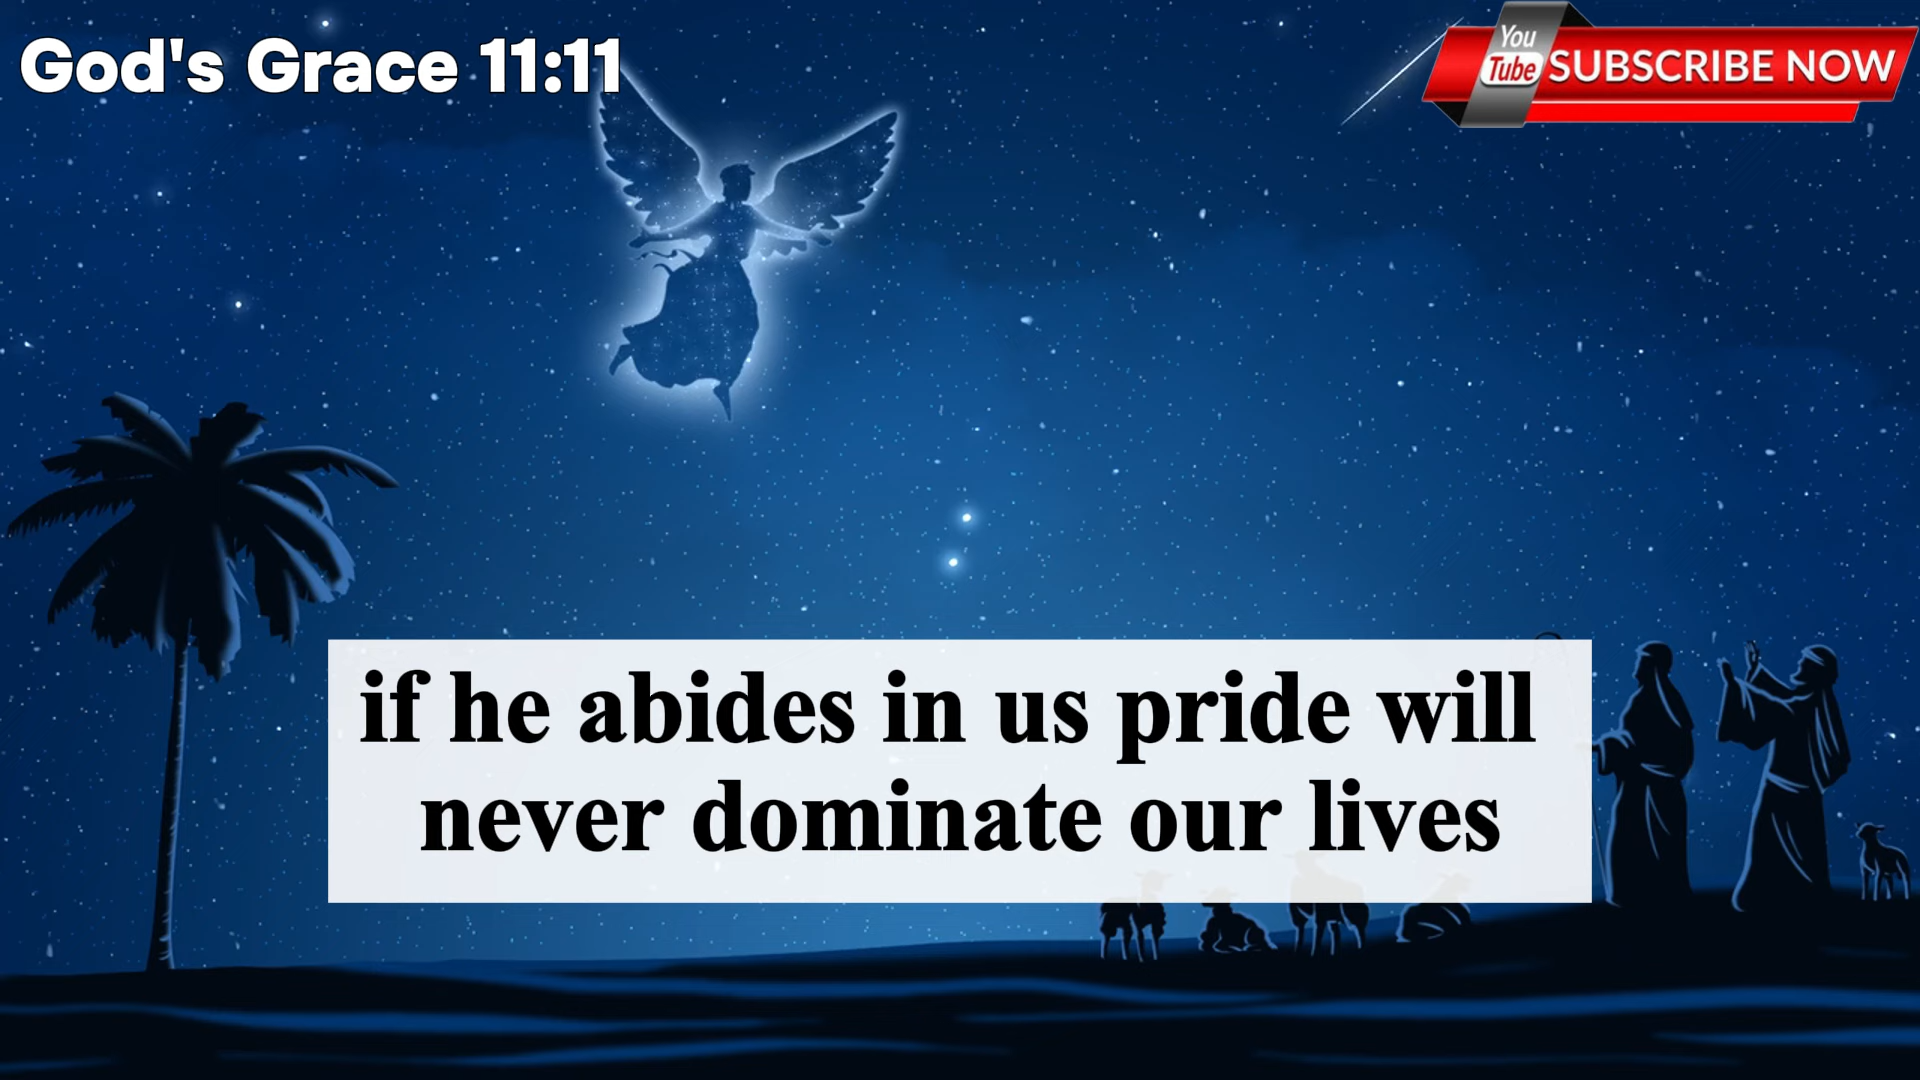 God's Grace 11:11
You
Tube
SUBSCRIBE NOW
if he abides in us pride will
never dominate our lives